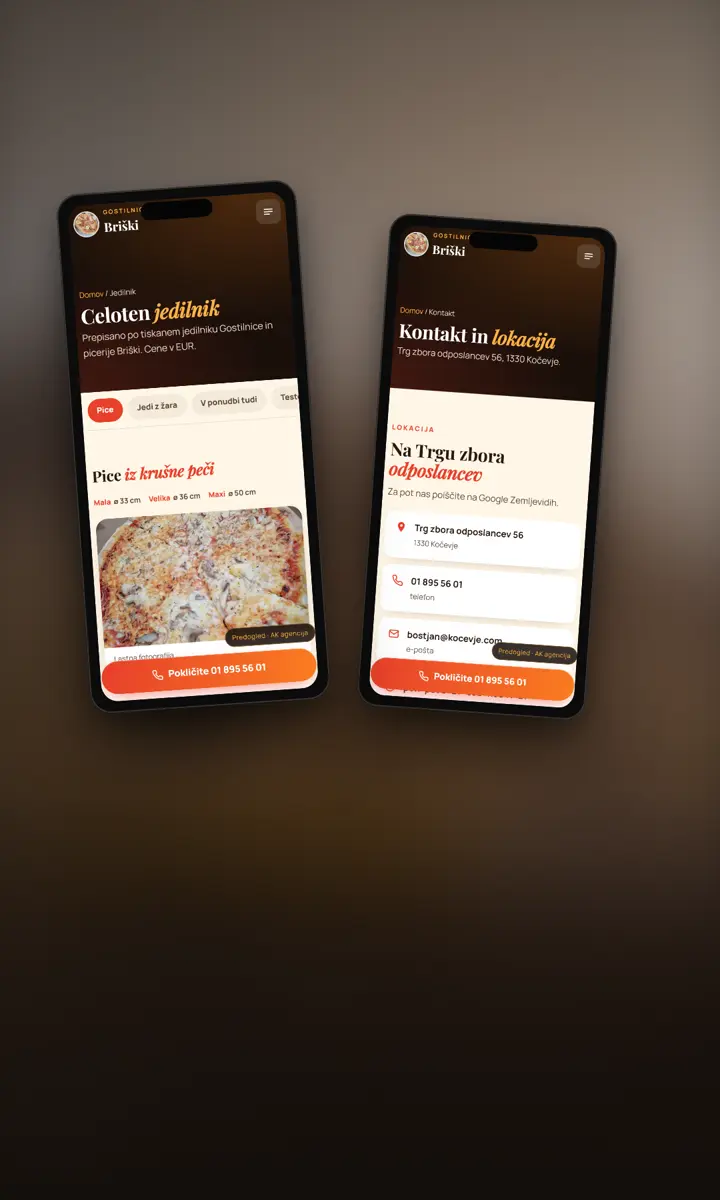 GOSTILNI
Briški
Domov / Jedilnik
Celoten jedilnik
Prepisano po tiskanem jedilniku Gostilnice in
picerije Briški. Cene v EUR.
Pice
Jedi z žara
V ponudbi tudi
Pice iz krušne peči
Mala ø 33 cm Velika ø 36 cm Maxi ø 50 cm
Lastna fotografija
Predogled · AK agencija
Pokličite 01 895 56 01
GOSTILNI
Briški
Domov / Kontakt
Kontakt in lokacija
Trg zbora odposlancev 56, 1330 Kočevje.
LOKACIJA
Na Trgu zbora
odposlancev
Za pot nas poiščite na Google Zemljevidih.
Trg zbora odposlancev 56
1330 Kočevje
01 895 56 01
telefon
bostjan@kocevje.com
e-pošta
Predogled · AK agencija
Pokličite 01 895 56 01